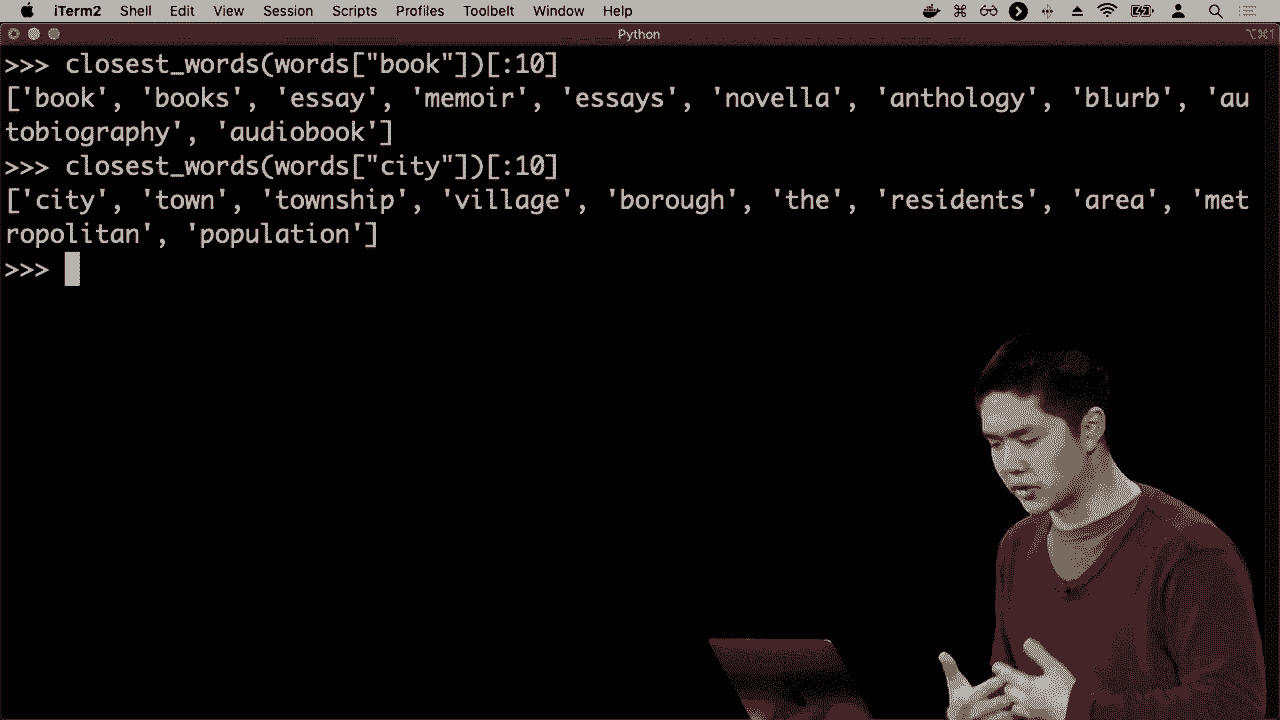 iTerm2 Shell Edit View Session Scripts Profiles Toolbelt Window Help
Python ⌥⌘1
>>> closest_words(words["book"])[:10]
['book', 'books', 'essay', 'memoir', 'essays', 'novella', 'anthology', 'blurb', 'au
tobiography', 'audiobook']
>>> closest_words(words["city"])[:10]
['city', 'town', 'township', 'village', 'borough', 'the', 'residents', 'area', 'met
ropolitan', 'population']
>>>